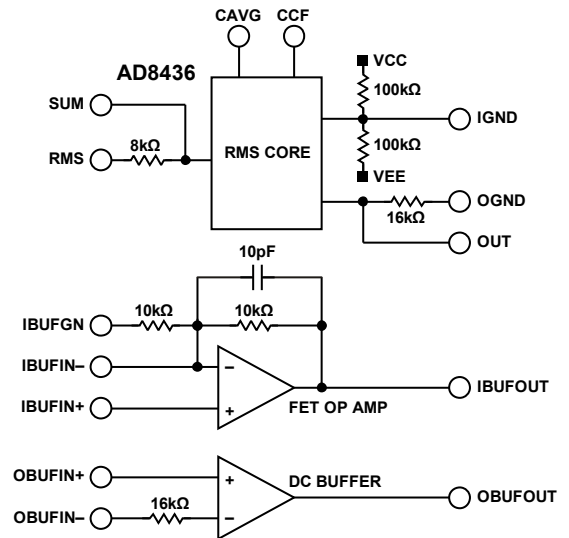 CAVG CCF
AD8436
VCC
SUM
100kΩ
IGND
8kΩ
RMS
RMS CORE
100kΩ
VEE
OGND
16kΩ
OUT
10pF
10kΩ 10kΩ
IBUFGN
IBUFIN–
–
IBUFOUT
IBUFIN+
+
FET OP AMP
OBUFIN+
+
DC BUFFER
OBUFOUT
16kΩ
OBUFIN–
–